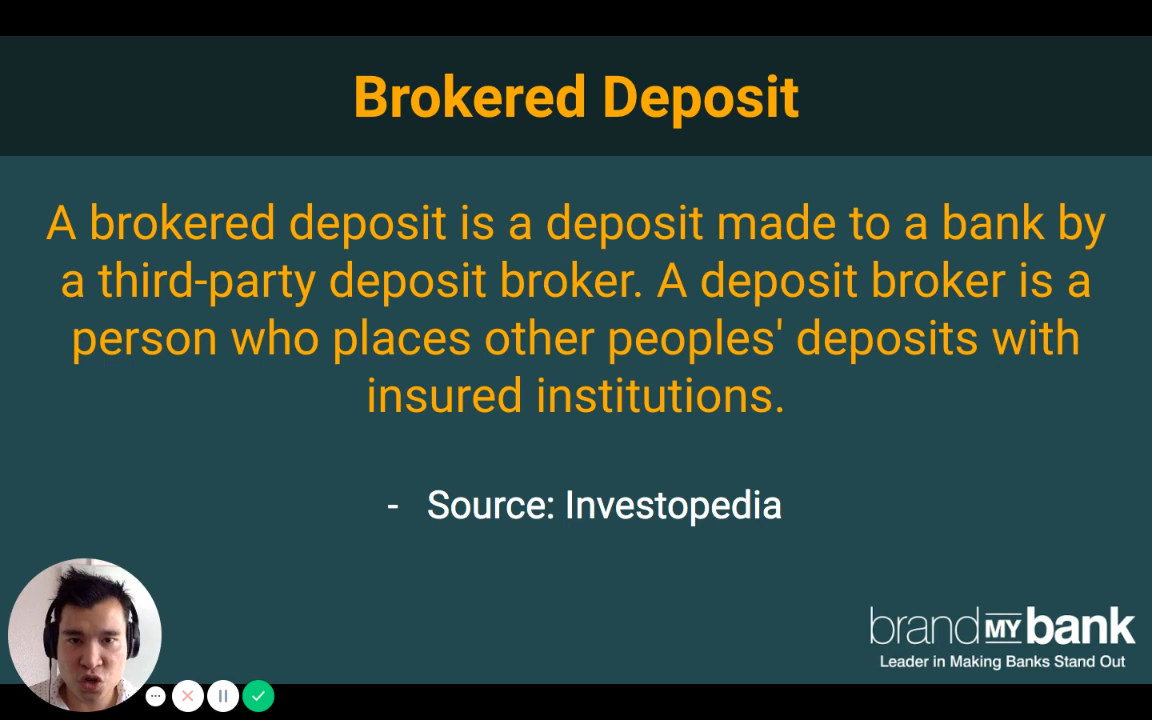 Brokered Deposit
A brokered deposit is a deposit made to a bank by
a third-party deposit broker. A deposit broker is a
person who places other peoples' deposits with
insured institutions.
- Source: Investopedia
brandMYbank
Leader in Making Banks Stand Out